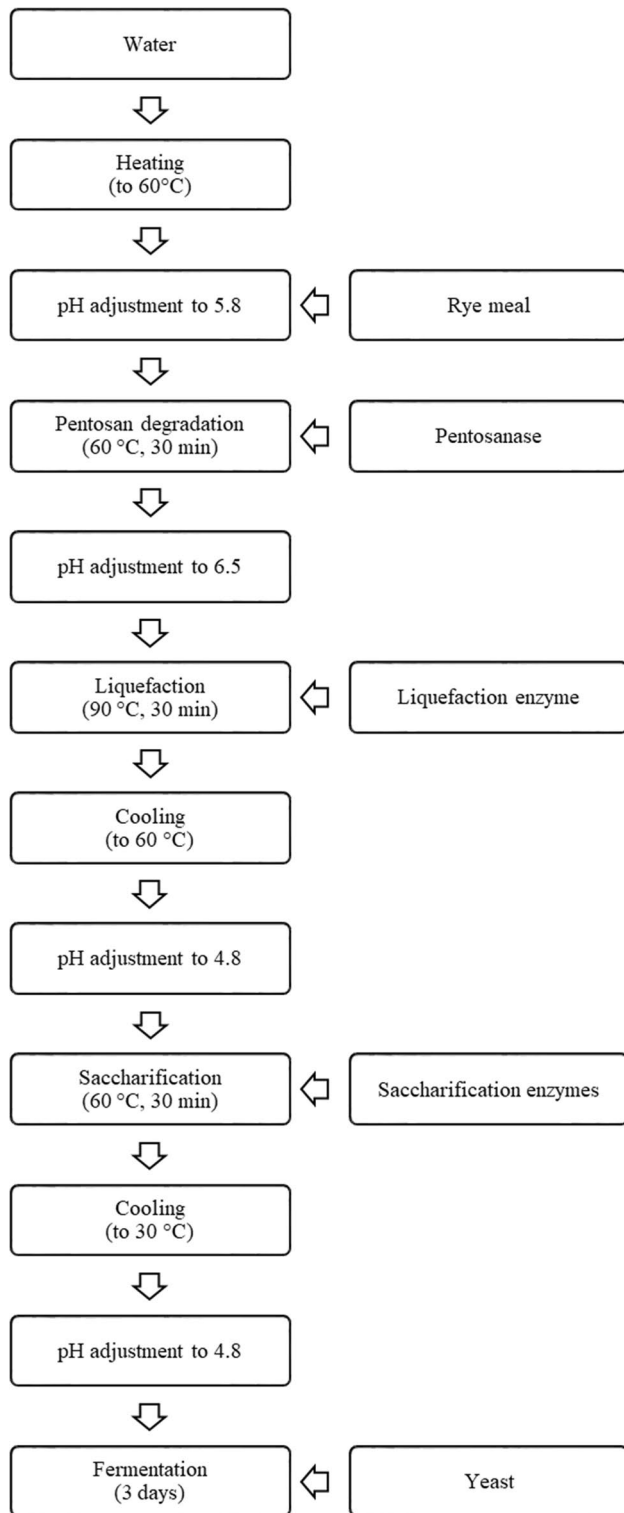 Water
Heating
(to 60°C)
pH adjustment to 5.8
Rye meal
Pentosan degradation
(60 °C, 30 min)
Pentosanase
pH adjustment to 6.5
Liquefaction
(90 °C, 30 min)
Liquefaction enzyme
Cooling
(to 60 °C)
pH adjustment to 4.8
Saccharification
(60 °C, 30 min)
Saccharification enzymes
Cooling
(to 30 °C)
pH adjustment to 4.8
Fermentation
(3 days)
Yeast